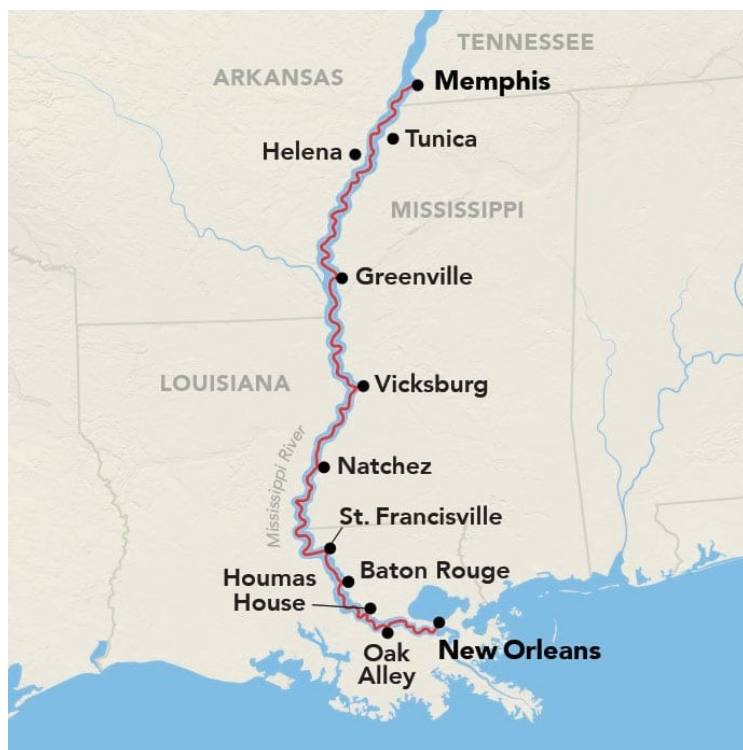 TENNESSEE
ARKANSAS
Memphis
Tunica
Helena
MISSISSIPPI
Greenville
LOUISIANA
Vicksburg
Mississippi River
Natchez
St. Francisville
Baton Rouge
Houmas
House
New Orleans
Oak
Alley